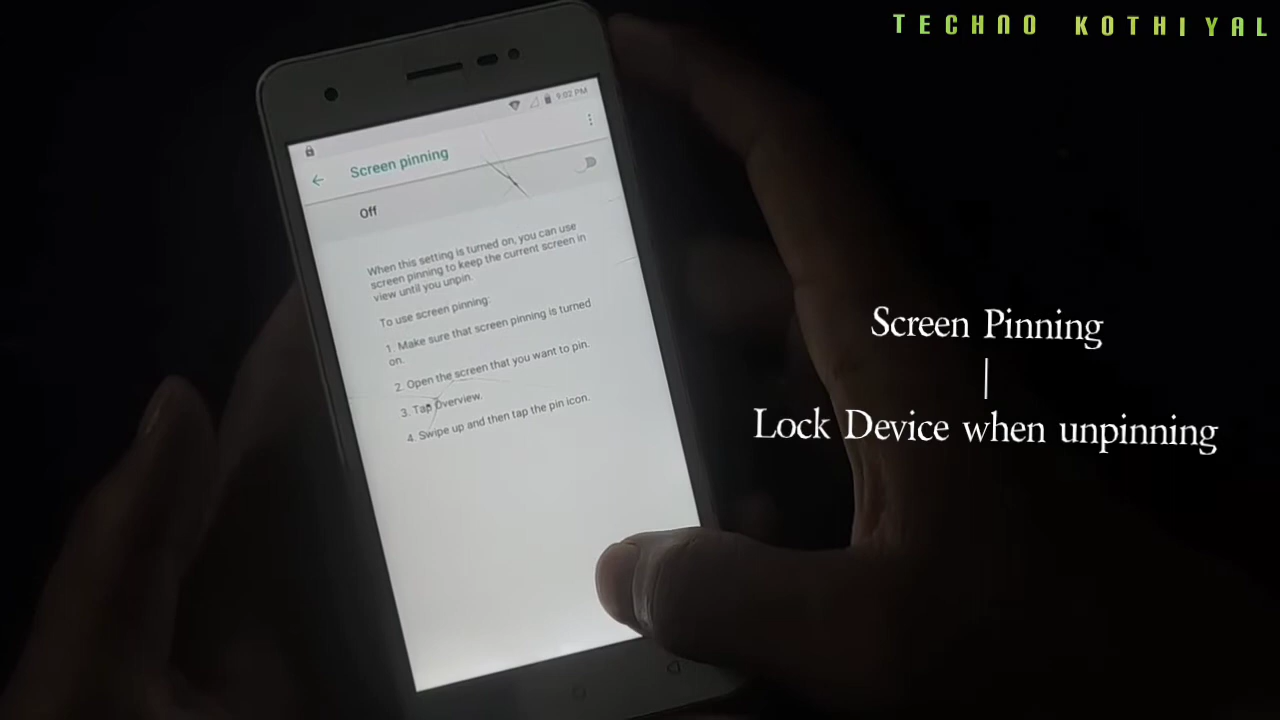 TECHNO KOTHIYAL
9:02 PM
Screen pinning
Off
When this setting is turned on, you can use
screen pinning to keep the current screen in
view until you unpin.
To use screen pinning:
1. Make sure that screen pinning is turned
on.
2. Open the screen that you want to pin.
3. Tap Overview.
4. Swipe up and then tap the pin icon.
Screen Pinning
|
Lock Device when unpinning